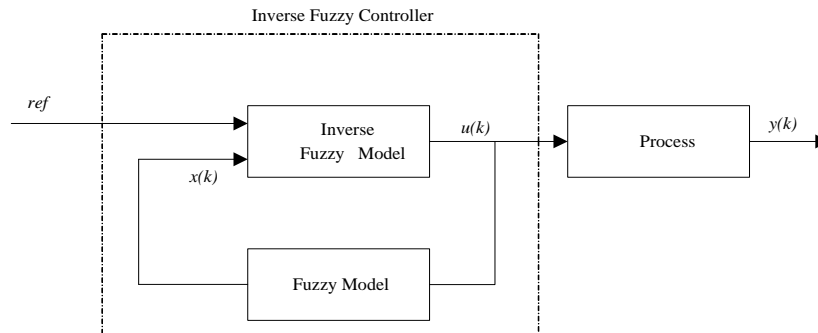 Inverse Fuzzy Controller
ref
Inverse
Fuzzy Model
u(k)
Process
y(k)
x(k)
Fuzzy Model